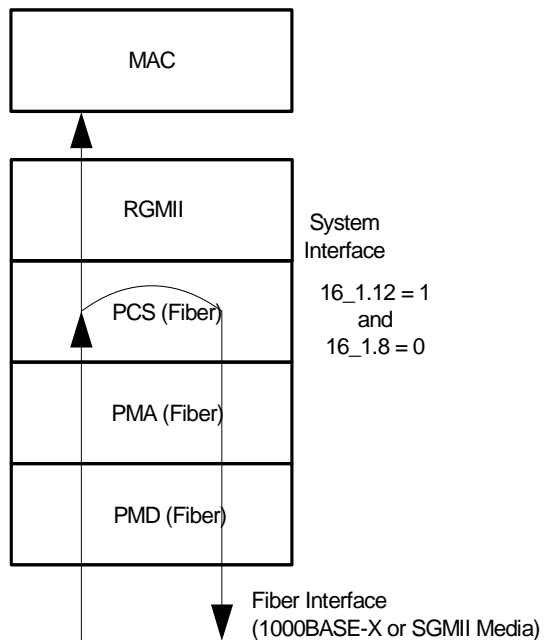 MAC
RGMII
System
Interface
PCS (Fiber)
16_1.12 = 1
and
16_1.8 = 0
PMA (Fiber)
PMD (Fiber)
Fiber Interface
(1000BASE-X or SGMII Media)